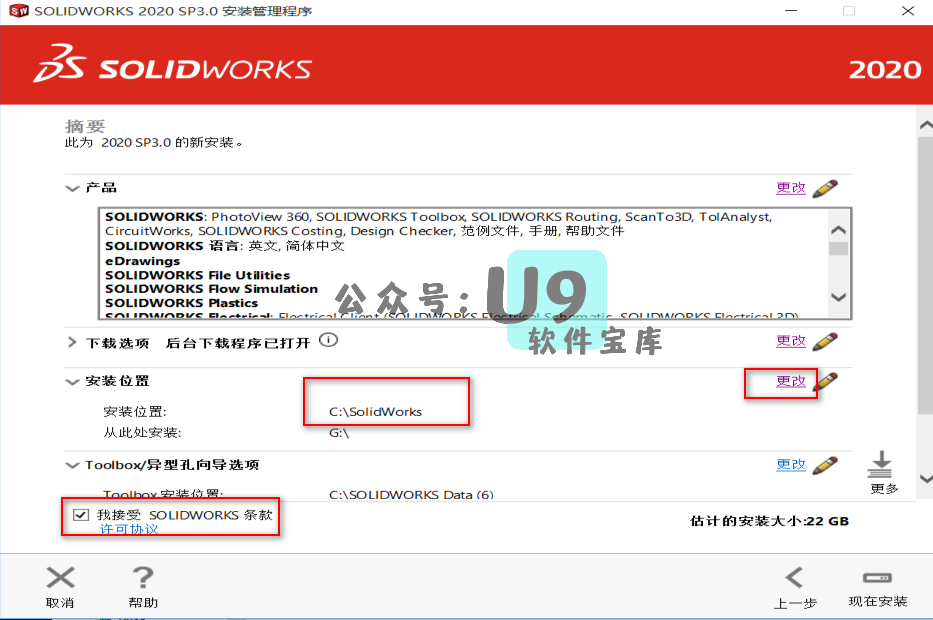 SOLIDWORKS 2020 SP3.0 安装管理程序
SOLIDWORKS
2020
摘要
此为 2020 SP3.0 的新安装。
产品
更改
SOLIDWORKS: PhotoView 360, SOLIDWORKS Toolbox, SOLIDWORKS Routing, ScanTo3D, TolAnalyst,
CircuitWorks, SOLIDWORKS Costing, Design Checker, 范例文件, 手册, 帮助文件
SOLIDWORKS 语言: 英文, 简体中文
eDrawings
SOLIDWORKS File Utilities
SOLIDWORKS Flow Simulation
SOLIDWORKS Plastics
SOLIDWORKS Electrical: Electrical Client (SOLIDWORKS Electrical Schematic, SOLIDWORKS Electrical 3D)
公众号: U9
软件宝库
下载选项 后台下载程序已打开
更改
安装位置
更改
安装位置: C:\SolidWorks
从此处安装: G:\
Toolbox/异型孔向导选项
更改
Toolbox 安装位置: C:\SOLIDWORKS Data (6)
更多
我接受 SOLIDWORKS 条款
许可协议
估计的安装大小:22 GB
取消
帮助
上一步
现在安装